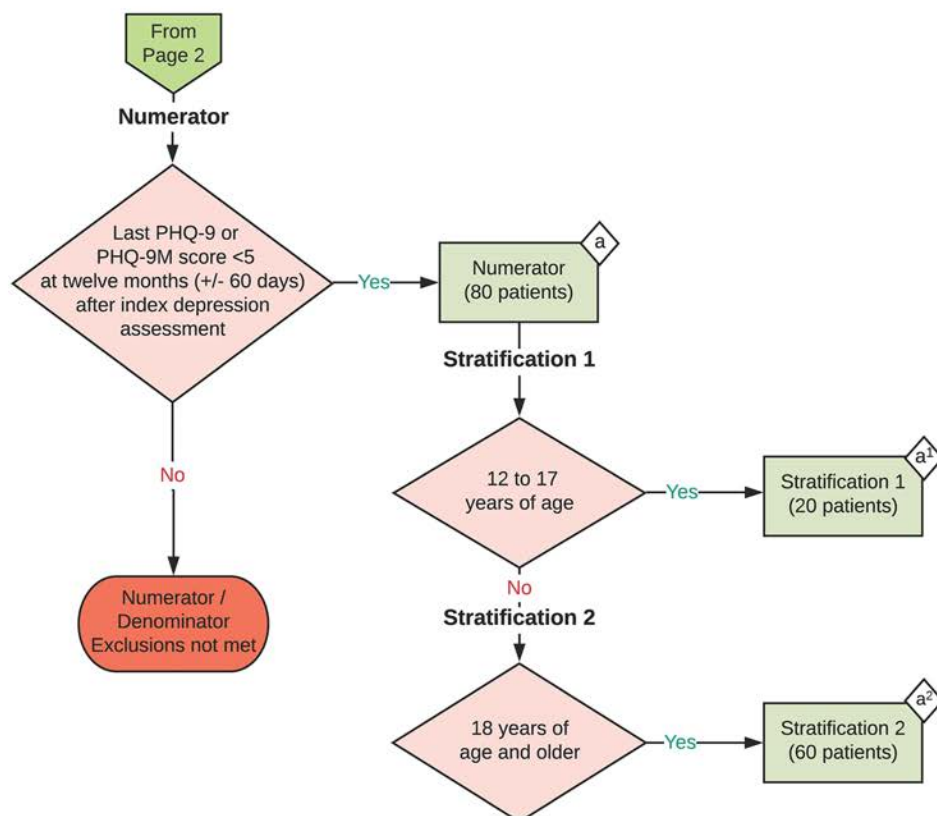 From
Page 2
Numerator
Last PHQ-9 or
PHQ-9M score <5
at twelve months (+/- 60 days)
after index depression
assessment
Yes
Numerator
(80 patients)
a
Stratification 1
No
12 to 17
years of age
Yes
Stratification 1
(20 patients)
a¹
No
Numerator /
Denominator
Exclusions not met
Stratification 2
18 years of
age and older
Yes
Stratification 2
(60 patients)
a²